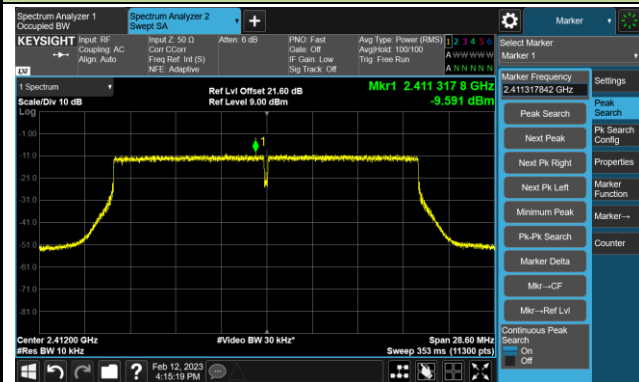 Spectrum Analyzer 1
Occupied BW
Spectrum Analyzer 2
Swept SA
Marker
KEYSIGHT
Input: RF
Coupling: AC
Align: Auto
Input Z: 50 Ω
Corr CCorr
Freq Ref: Int (S)
NFE: Adaptive
Atten: 6 dB
PNO: Fast
Gate: Off
IF Gain: Low
Sig Track: Off
Avg Type: Power (RMS)
Avg|Hold: 100/100
Trig: Free Run
1 2 3 4 5 6
A W W W W W
A N N N N N
LXI
Select Marker
Marker 1
1 Spectrum
Scale/Div 10 dB
Log
Ref Lvl Offset 21.60 dB
Ref Level 9.00 dBm
Mkr1 2.411 317 8 GHz
-9.591 dBm
1
-1.00
-11.0
-21.0
-31.0
-41.0
-51.0
-61.0
-71.0
-81.0
Center 2.41200 GHz
#Res BW 10 kHz
#Video BW 30 kHz*
Span 28.60 MHz
Sweep 353 ms (11300 pts)
Marker Frequency
2.411317842 GHz
Peak Search
Next Peak
Next Pk Right
Next Pk Left
Minimum Peak
Pk-Pk Search
Marker Delta
Mkr→CF
Mkr→Ref Lvl
Continuous Peak
Search
On
Off
Settings
Peak
Search
Pk Search
Config
Properties
Marker
Function
Marker→
Counter
?
Feb 12, 2023
4:15:19 PM